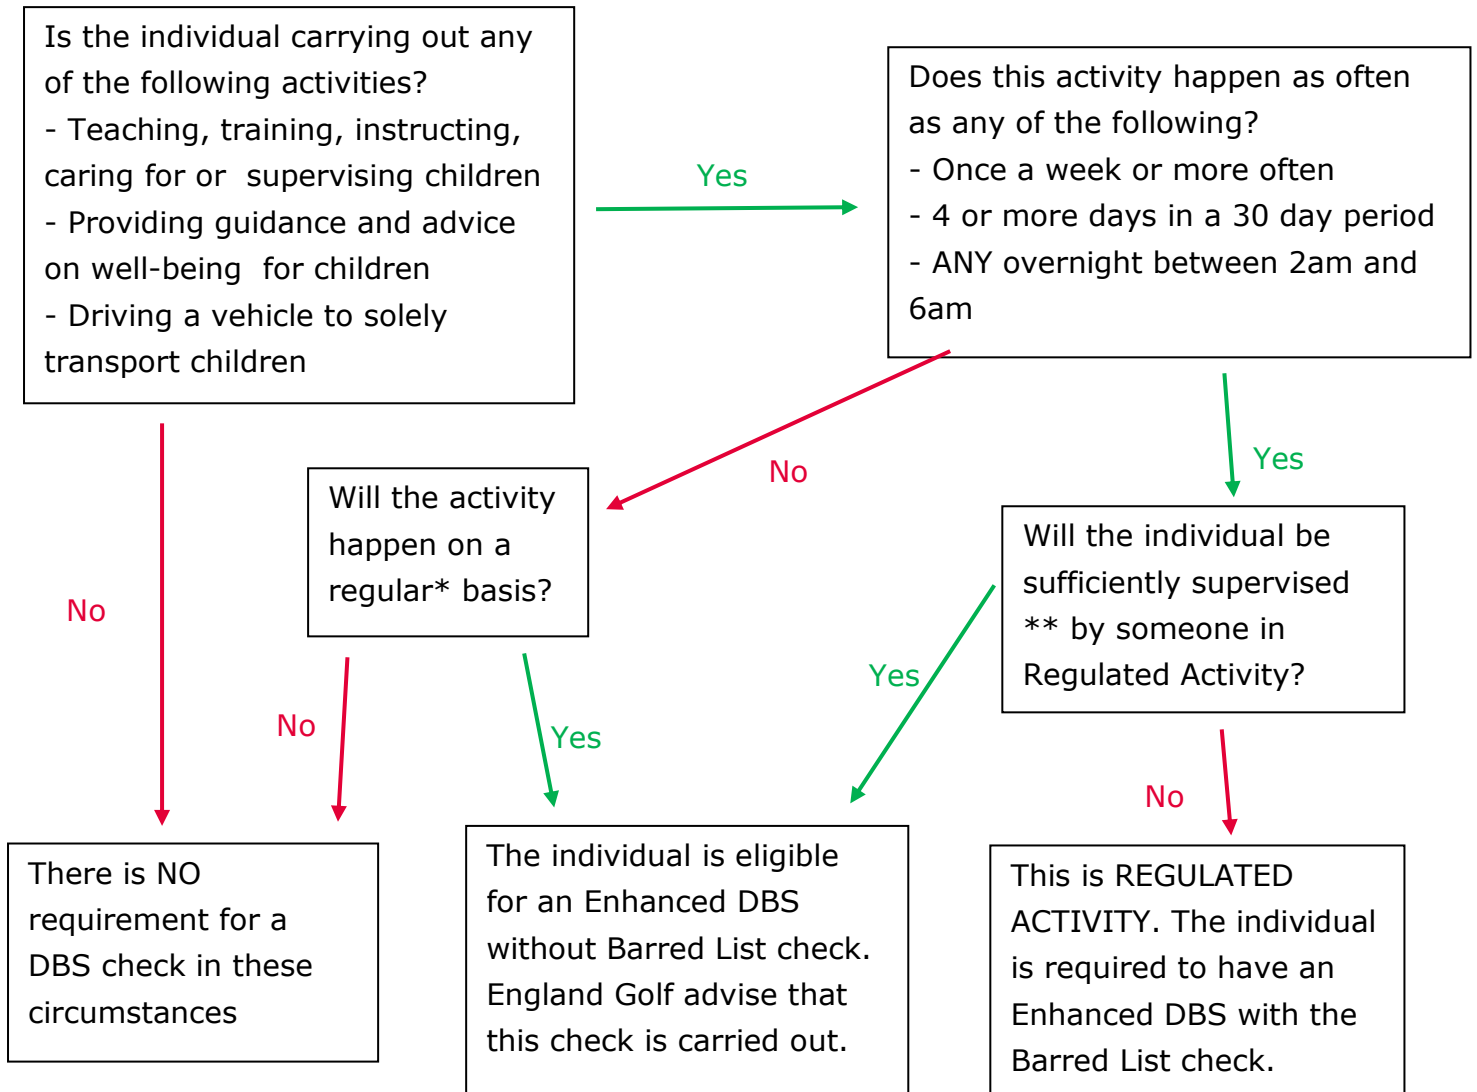 Is the individual carrying out any
of the following activities?
- Teaching, training, instructing,
caring for or  supervising children
- Providing guidance and advice
on well-being  for children
- Driving a vehicle to solely
transport children
Yes
Does this activity happen as often
as any of the following?
- Once a week or more often
- 4 or more days in a 30 day period
- ANY overnight between 2am and
6am
No
Yes
No
Will the activity
happen on a
regular* basis?
Will the individual be
sufficiently supervised
** by someone in
Regulated Activity?
No
Yes
Yes
No
There is NO
requirement for a
DBS check in these
circumstances
The individual is eligible
for an Enhanced DBS
without Barred List check.
England Golf advise that
this check is carried out.
This is REGULATED
ACTIVITY. The individual
is required to have an
Enhanced DBS with the
Barred List check.